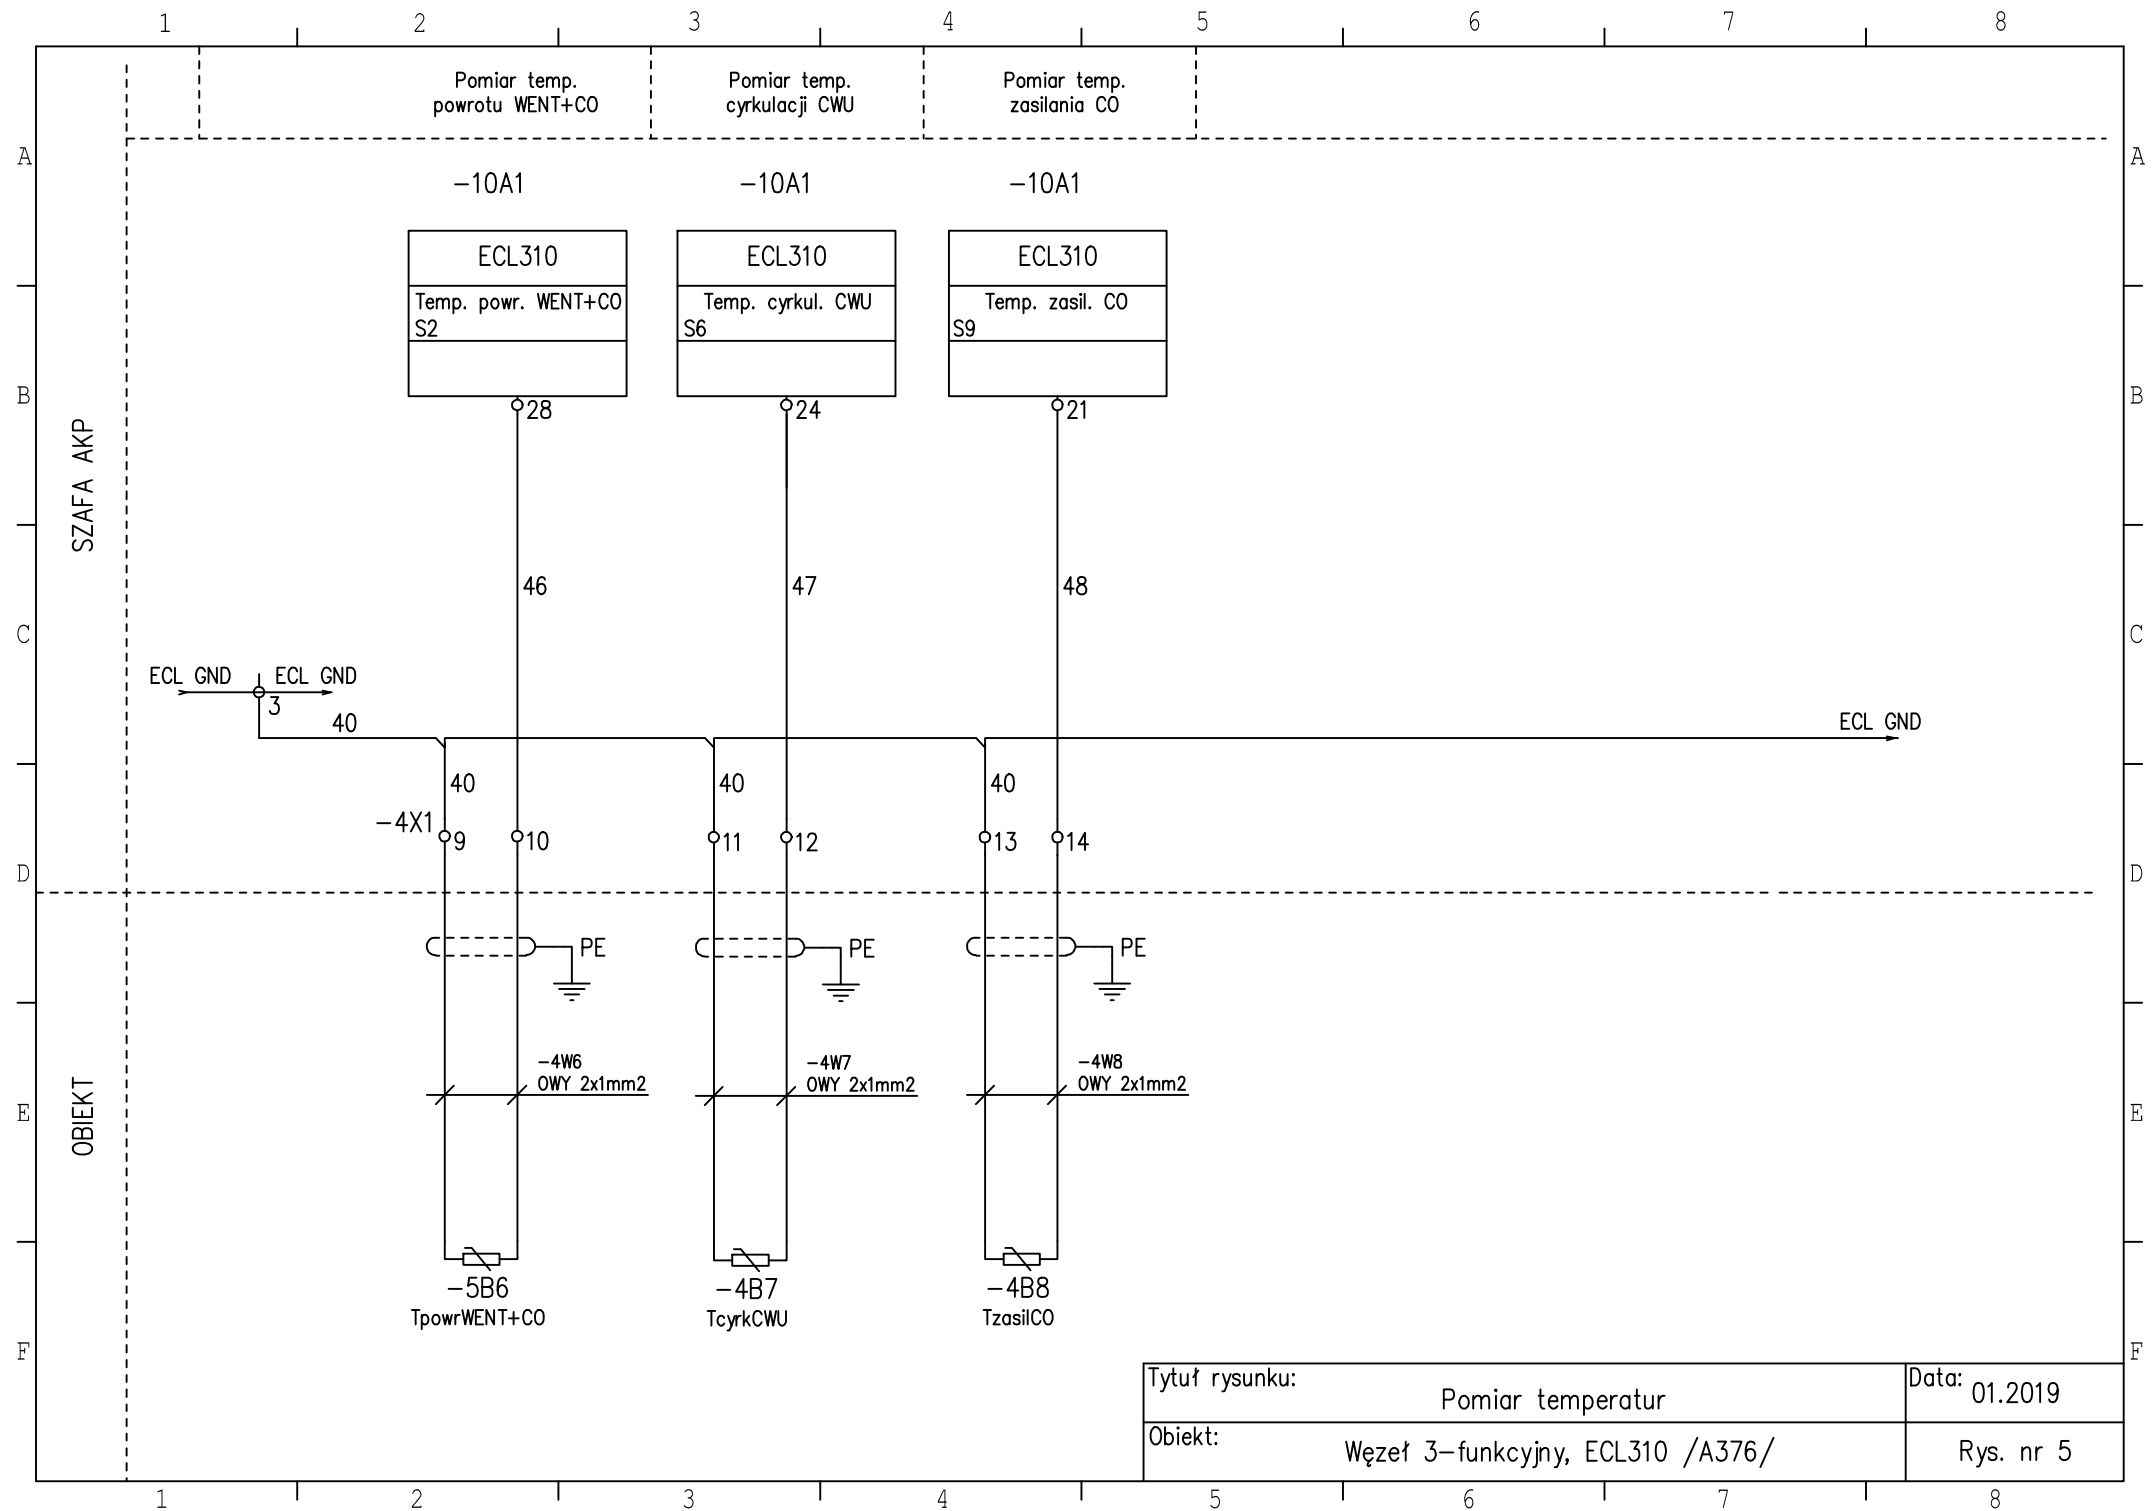 1 2 3 4 5 6 7 8
Pomiar temp.
powrotu WENT+CO
Pomiar temp.
cyrkulacji CWU
Pomiar temp.
zasilania CO
A A
-10A1 -10A1 -10A1
ECL310 ECL310 ECL310
Temp. powr. WENT+CO
S2
Temp. cyrkul. CWU
S6
Temp. zasil. CO
S9
B B
28 24 21
SZAFA AKP
46 47 48
C C
ECL GND ECL GND
3
40
ECL GND
40 40 40
-4X1
9 10 11 12 13 14
D D
PE PE PE
-4W6
OWY 2x1mm2
-4W7
OWY 2x1mm2
-4W8
OWY 2x1mm2
E E
OBIEKT
-5B6
TpowrWENT+CO
-4B7
TcyrkCWU
-4B8
TzasilCO
F F
Tytuł rysunku:
Pomiar temperatur
Data: 01.2019
Obiekt:
Węzeł 3-funkcyjny, ECL310 /A376/
Rys. nr 5
1 2 3 4 5 6 7 8